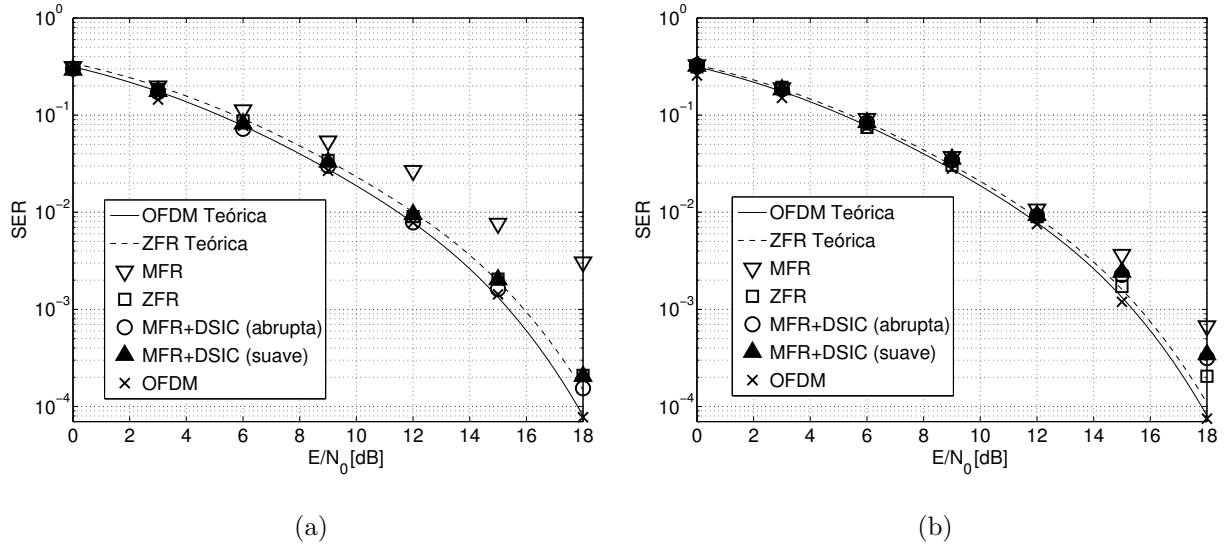 10^0
10^-1
10^-2
10^-3
10^-4
SER
0 2 4 6 8 10 12 14 16 18
E/N_0[dB]
OFDM Teórica
ZFR Teórica
MFR
ZFR
MFR+DSIC (abrupta)
MFR+DSIC (suave)
OFDM
(a)
10^0
10^-1
10^-2
10^-3
10^-4
SER
0 2 4 6 8 10 12 14 16 18
E/N_0[dB]
OFDM Teórica
ZFR Teórica
MFR
ZFR
MFR+DSIC (abrupta)
MFR+DSIC (suave)
OFDM
(b)